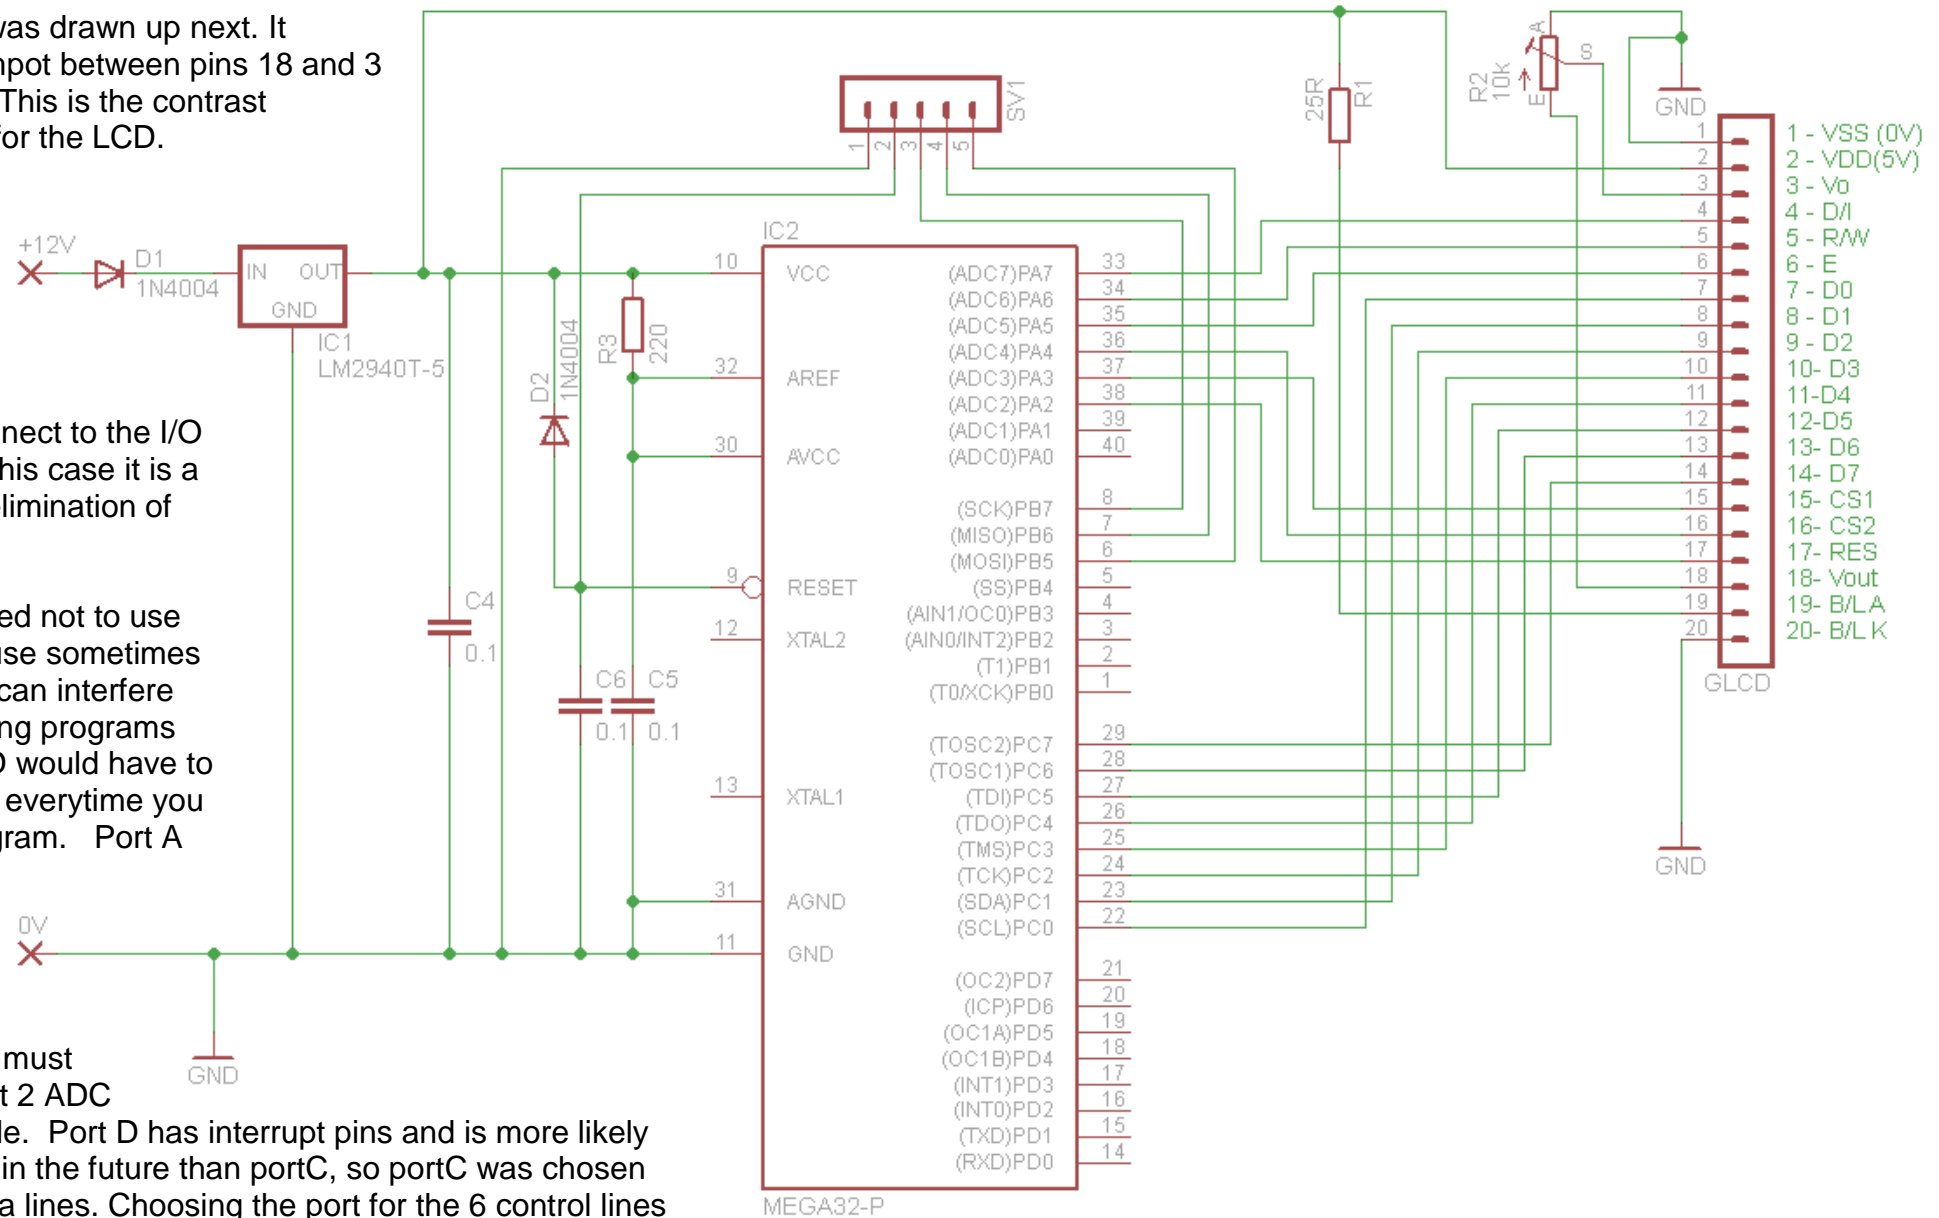 was drawn up next. It
npot between pins 18 and 3
This is the contrast
for the LCD.
nnect to the I/O
his case it is a
elimination of
ed not to use
use sometimes
can interfere
ng programs
D would have to
everytime you
gram. Port A
must
t 2 ADC
le. Port D has interrupt pins and is more likely
in the future than portC, so portC was chosen
a lines. Choosing the port for the 6 control lines
+12V
D1
1N4004
IN OUT
GND
IC1
LM2940T-5
0V
GND
C4
0.1
D2
1N4004
R3
220
C6
0.1
C5
0.1
SV1
1
2
3
4
5
IC2
10 VCC
32 AREF
30 AVCC
9 RESET
12 XTAL2
13 XTAL1
31 AGND
11 GND
(ADC7)PA7 33
(ADC6)PA6 34
(ADC5)PA5 35
(ADC4)PA4 36
(ADC3)PA3 37
(ADC2)PA2 38
(ADC1)PA1 39
(ADC0)PA0 40
(SCK)PB7 8
(MISO)PB6 7
(MOSI)PB5 6
(SS)PB4 5
(AIN1/OC0)PB3 4
(AIN0/INT2)PB2 3
(T1)PB1 2
(T0/XCK)PB0 1
(TOSC2)PC7 29
(TOSC1)PC6 28
(TDI)PC5 27
(TDO)PC4 26
(TMS)PC3 25
(TCK)PC2 24
(SDA)PC1 23
(SCL)PC0 22
(OC2)PD7 21
(ICP)PD6 20
(OC1A)PD5 19
(OC1B)PD4 18
(INT1)PD3 17
(INT0)PD2 16
(TXD)PD1 15
(RXD)PD0 14
MEGA32-P
25R
R1
R2
10K
A
S
E
GND
1
2
3
4
5
6
7
8
9
10
11
12
13
14
15
16
17
18
19
20
GLCD
GND
1 - VSS (0V)
2 - VDD(5V)
3 - Vo
4 - D/I
5 - R/W
6 - E
7 - D0
8 - D1
9 - D2
10- D3
11-D4
12-D5
13- D6
14- D7
15- CS1
16- CS2
17- RES
18- Vout
19- B/LA
20- B/L K